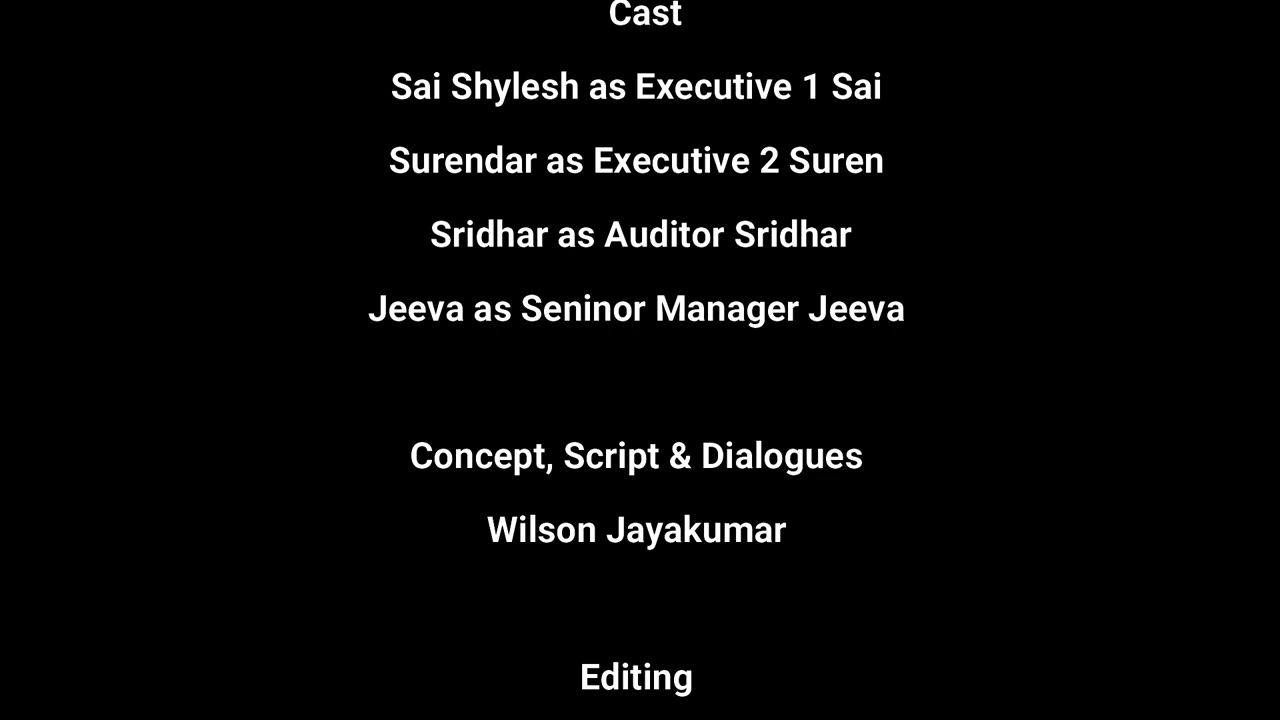 Cast
Sai Shylesh as Executive 1 Sai
Surendar as Executive 2 Suren
Sridhar as Auditor Sridhar
Jeeva as Seninor Manager Jeeva
Concept, Script & Dialogues
Wilson Jayakumar
Editing